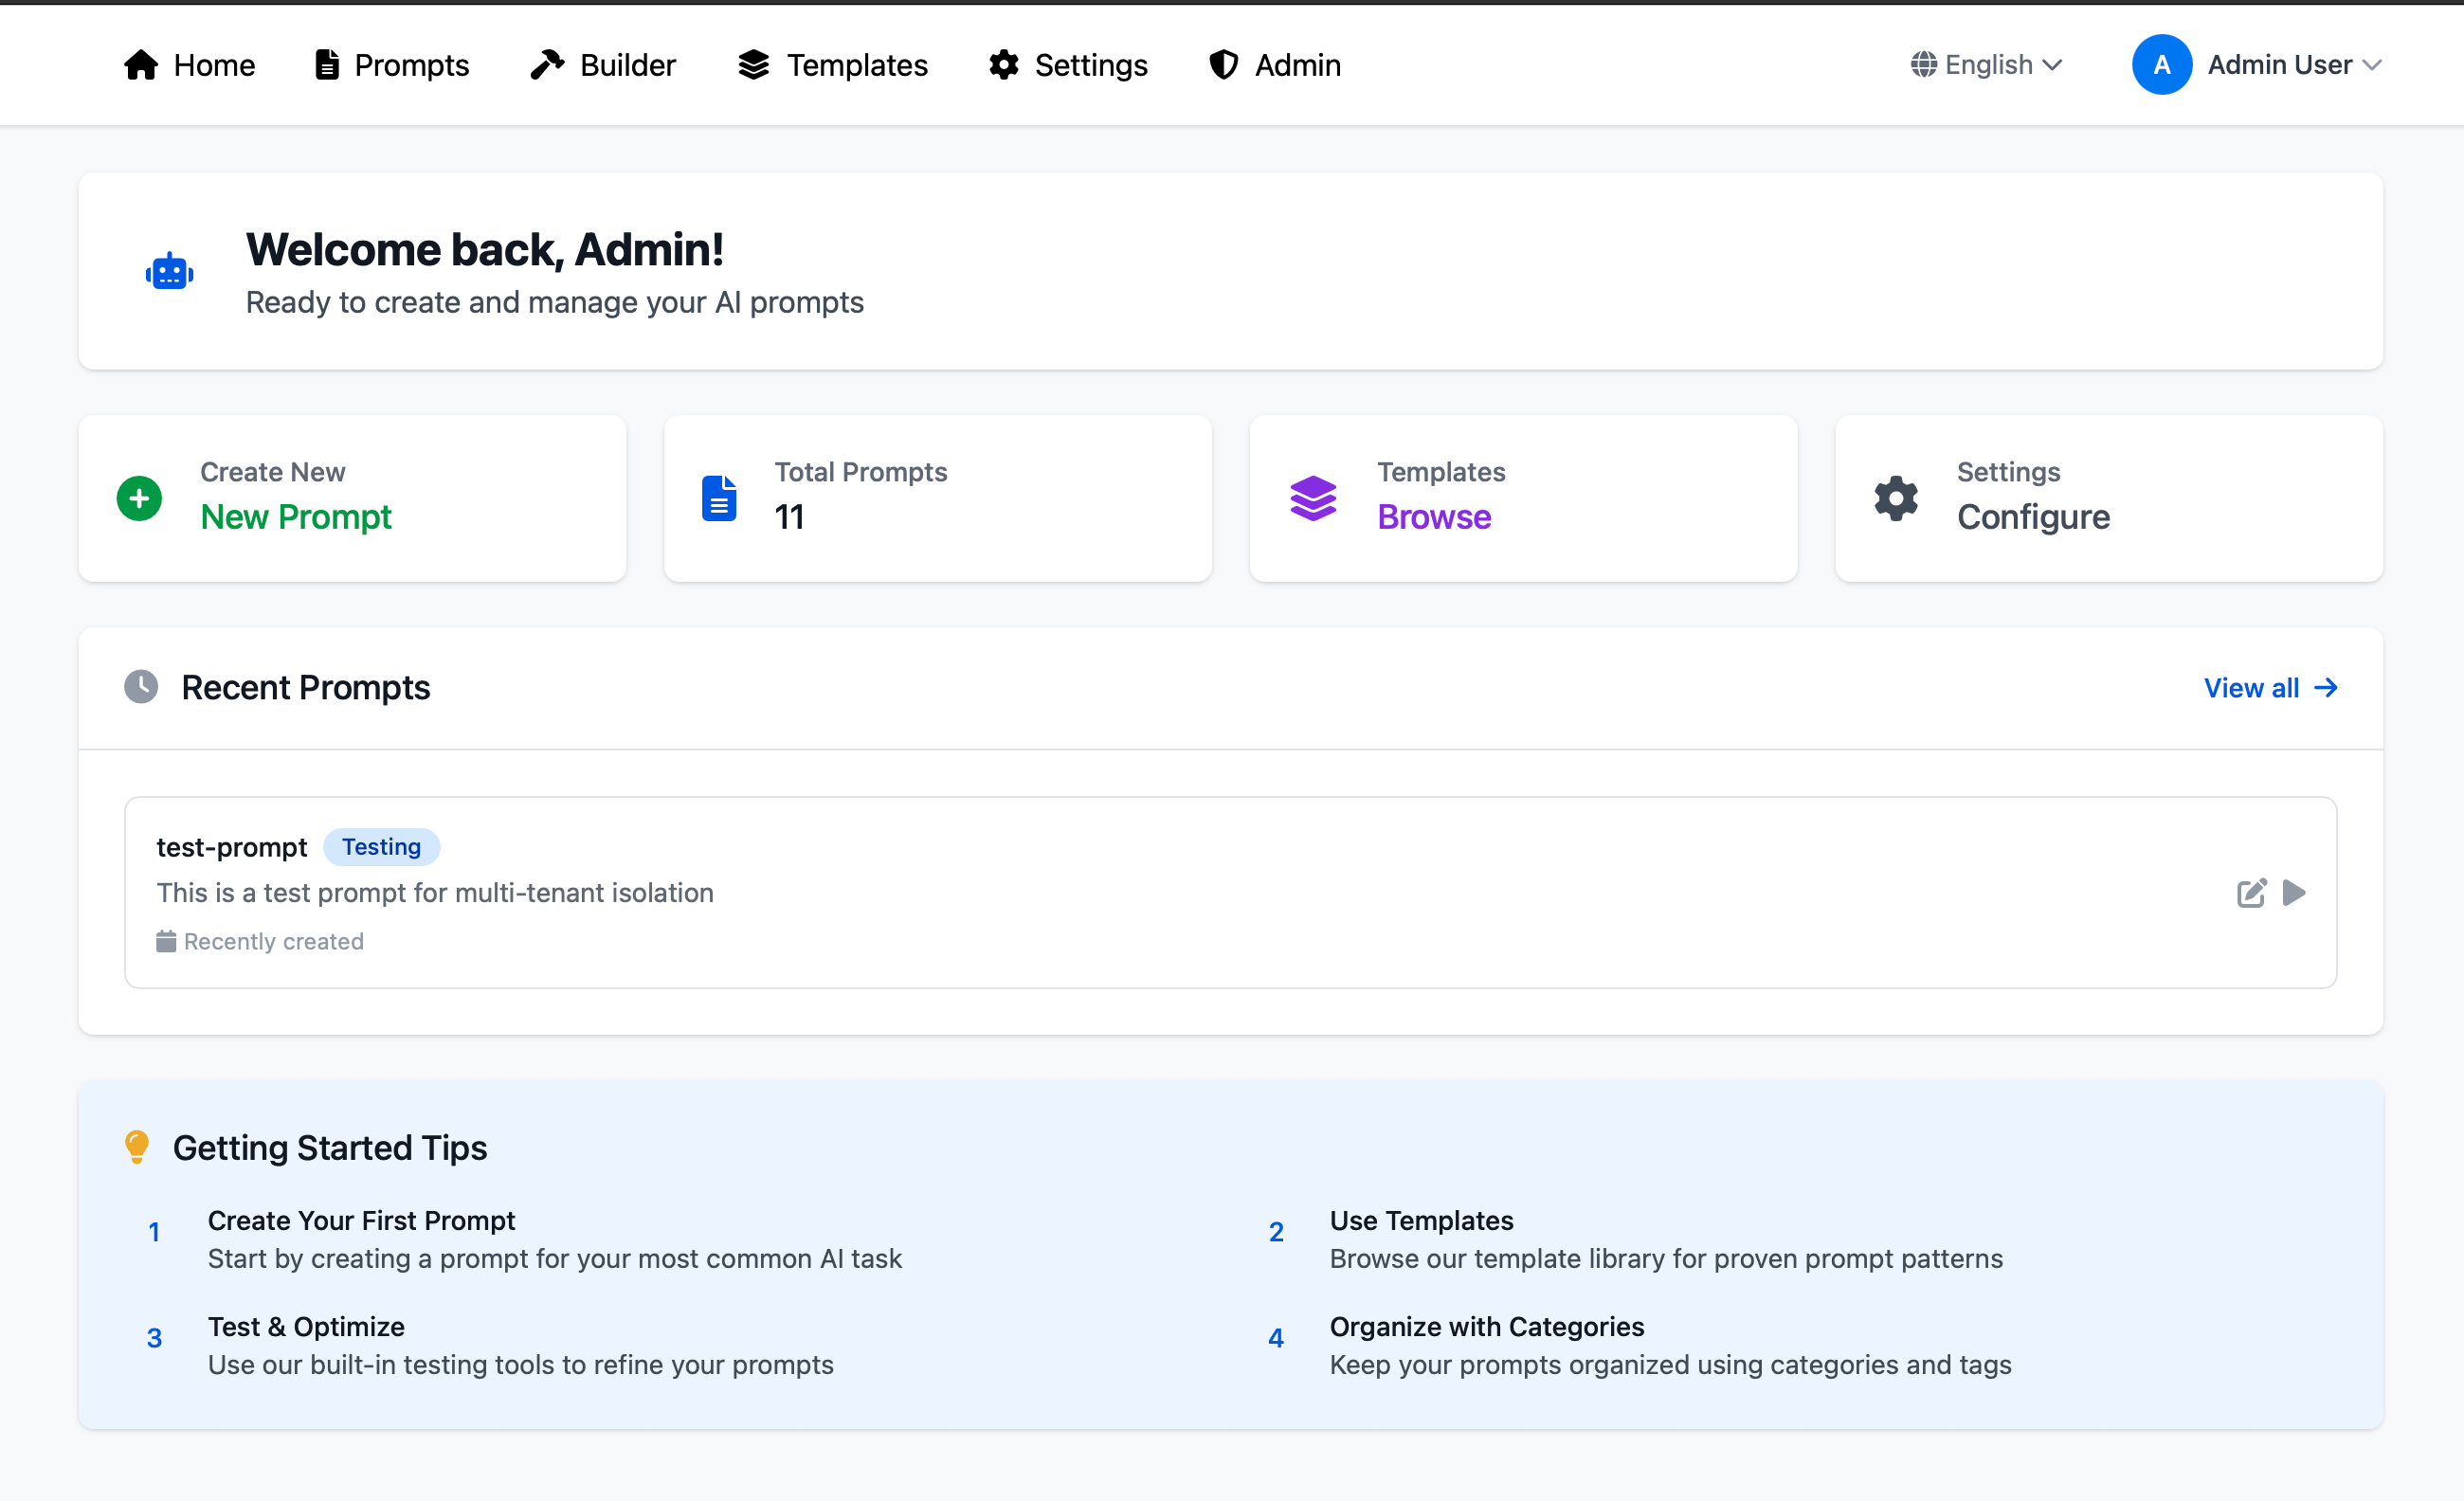 Home Prompts Builder Templates Settings Admin English A Admin User
Welcome back, Admin!
Ready to create and manage your AI prompts
Create New
New Prompt
Total Prompts
11
Templates
Browse
Settings
Configure
Recent Prompts
View all
test-prompt Testing
This is a test prompt for multi-tenant isolation
Recently created
Getting Started Tips
1
Create Your First Prompt
Start by creating a prompt for your most common AI task
2
Use Templates
Browse our template library for proven prompt patterns
3
Test & Optimize
Use our built-in testing tools to refine your prompts
4
Organize with Categories
Keep your prompts organized using categories and tags